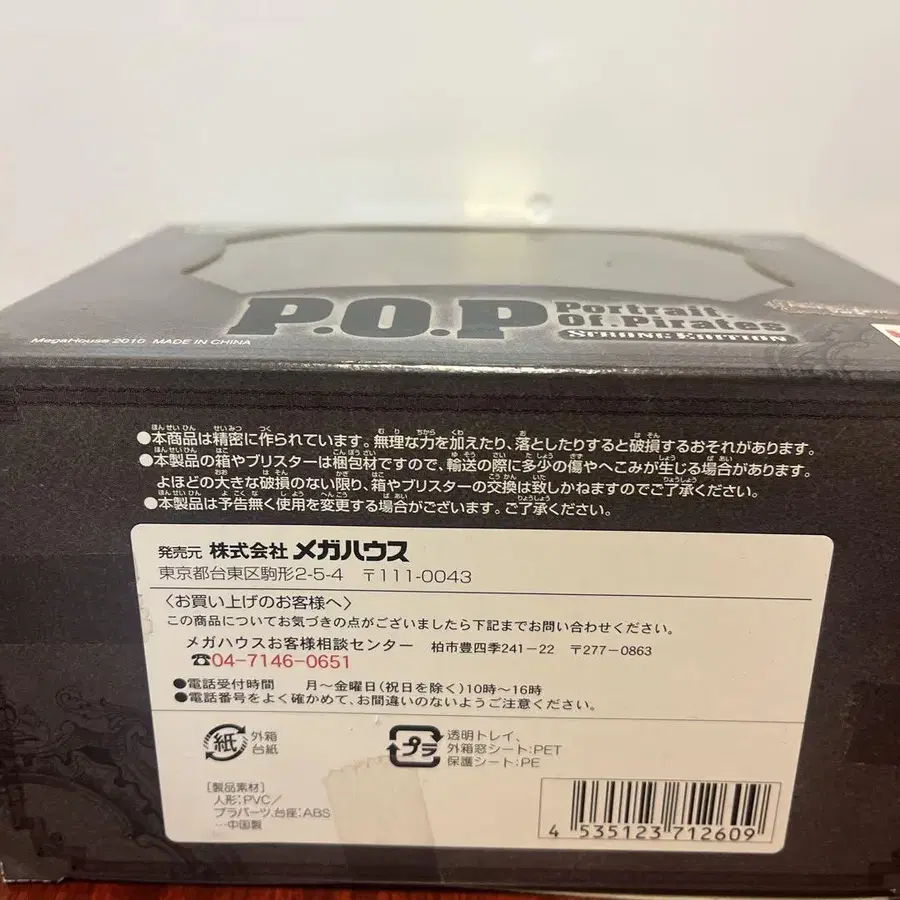 P.O.P
Portrait.
Of.Pirates
STRONG EDITION
MegaHouse 2010 MADE IN CHINA
●本商品は精密に作られています。無理な力を加えたり、落としたりすると破損するおそれがあります。
●本製品の箱やブリスターは梱包材ですので、輸送の際に多少の傷やへこみが生じる場合があります。
よほどの大きな破損のない限り、箱やブリスターの交換は致しかねますのでご了承ください。
●本製品は予告無く使用を変更する場合がございます。ご了承ください。
発売元 株式会社 メガハウス
東京都台東区駒形2-5-4 〒111-0043
〈お買い上げのお客様へ〉
この商品についてお気づきの点がございましたら下記までお問い合わせください。
メガハウスお客様相談センター 柏市豊四季241-22 〒277-0863
☎04-7146-0651
●電話受付時間 月～金曜日(祝日を除く)10時～16時
●電話番号をよく確かめて、お間違いのないようご注意ください。
紙 外箱
台紙
プラ 透明トレイ、
外箱窓シート:PET
保護シート:PE
[製品素材]
人形:PVC/
プラパーツ,台座:ABS
…中国製
4 535123 712609